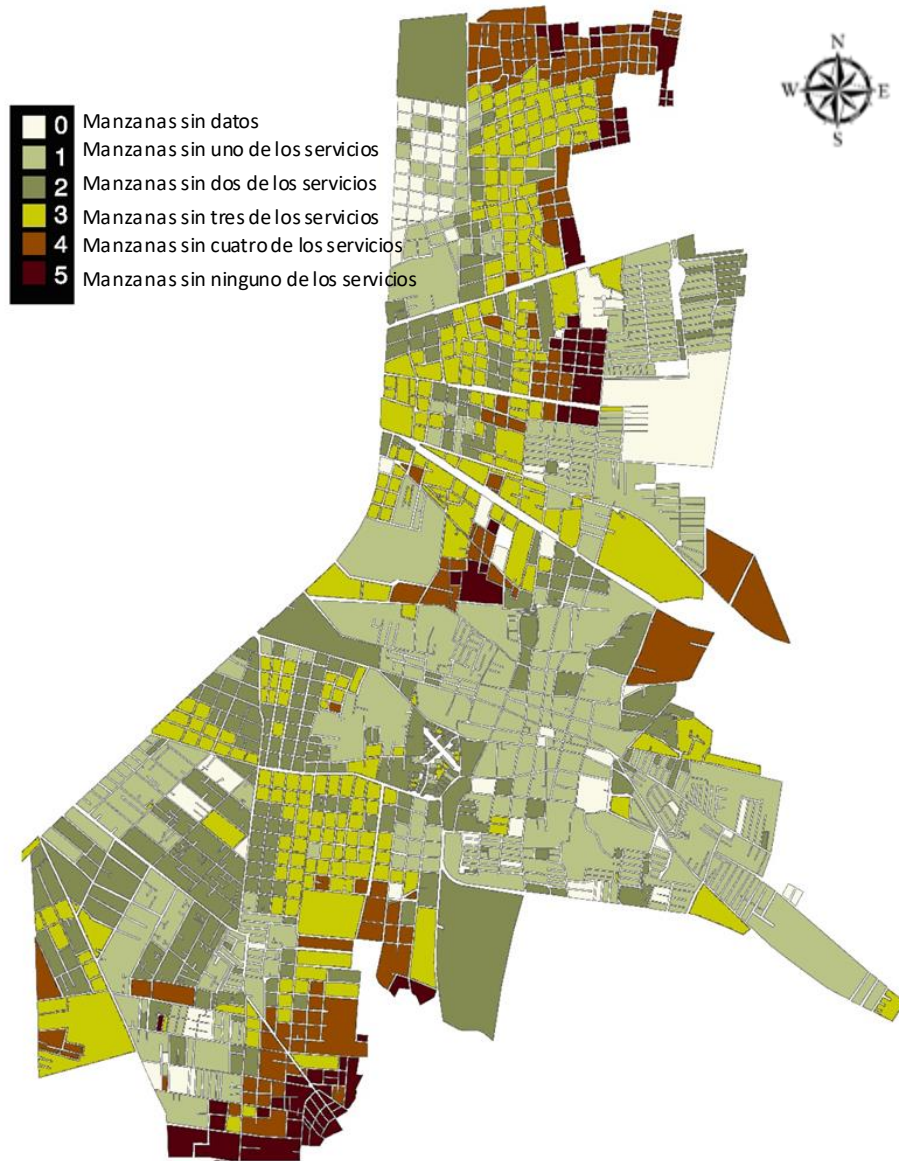 N
W E
S
0 Manzanas sin datos
1 Manzanas sin uno de los servicios
2 Manzanas sin dos de los servicios
3 Manzanas sin tres de los servicios
4 Manzanas sin cuatro de los servicios
5 Manzanas sin ninguno de los servicios